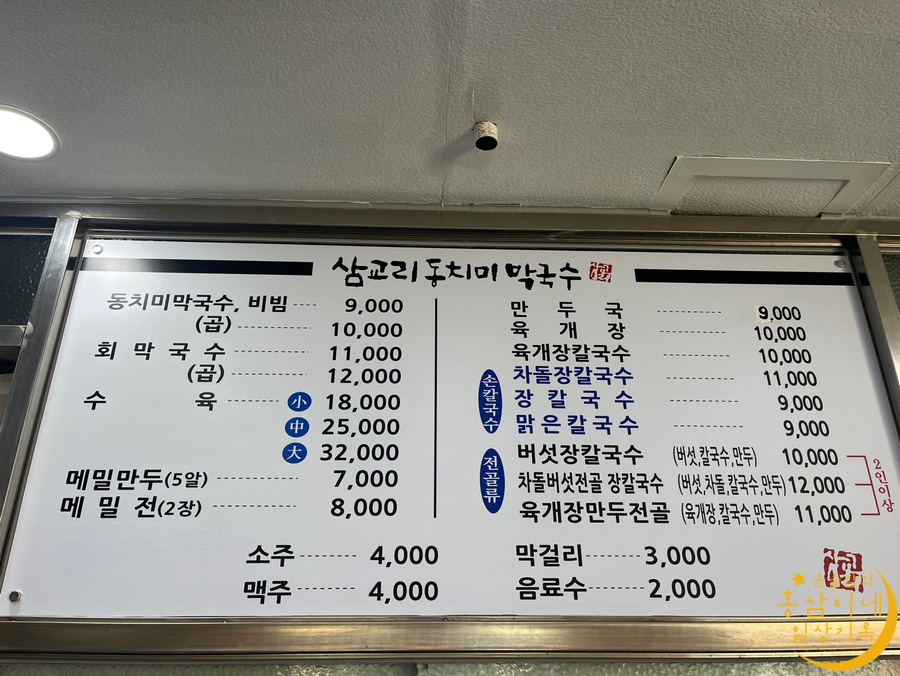 삼교리동치미막국수
동치미막국수, 비빔 9,000
(곱) 10,000
회막국수 11,000
(곱) 12,000
수육 小 18,000
中 25,000
大 32,000
메밀만두(5알) 7,000
메밀전(2장) 8,000
만두국 9,000
육개장 10,000
육개장칼국수 10,000
손칼국수
차돌장칼국수 11,000
장칼국수 9,000
맑은칼국수 9,000
전골류
버섯장칼국수 (버섯,칼국수,만두) 10,000
차돌버섯전골 장칼국수 (버섯,차돌,칼국수,만두) 12,000
육개장만두전골 (육개장,칼국수,만두) 11,000
2인이상
소주 4,000
맥주 4,000
막걸리 3,000
음료수 2,000
홍삼이네
일상기록